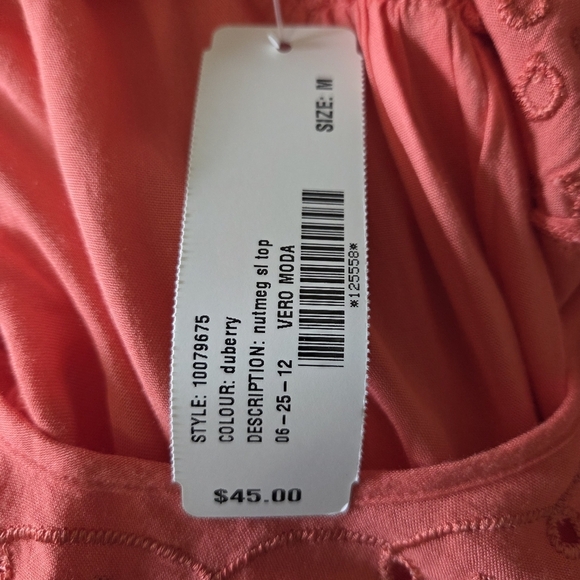 SIZE: M
STYLE: 10079675
COLOUR: duberry
DESCRIPTION: nutmeg sl top
06-25-12 VERO MODA
*125558*
$45.00